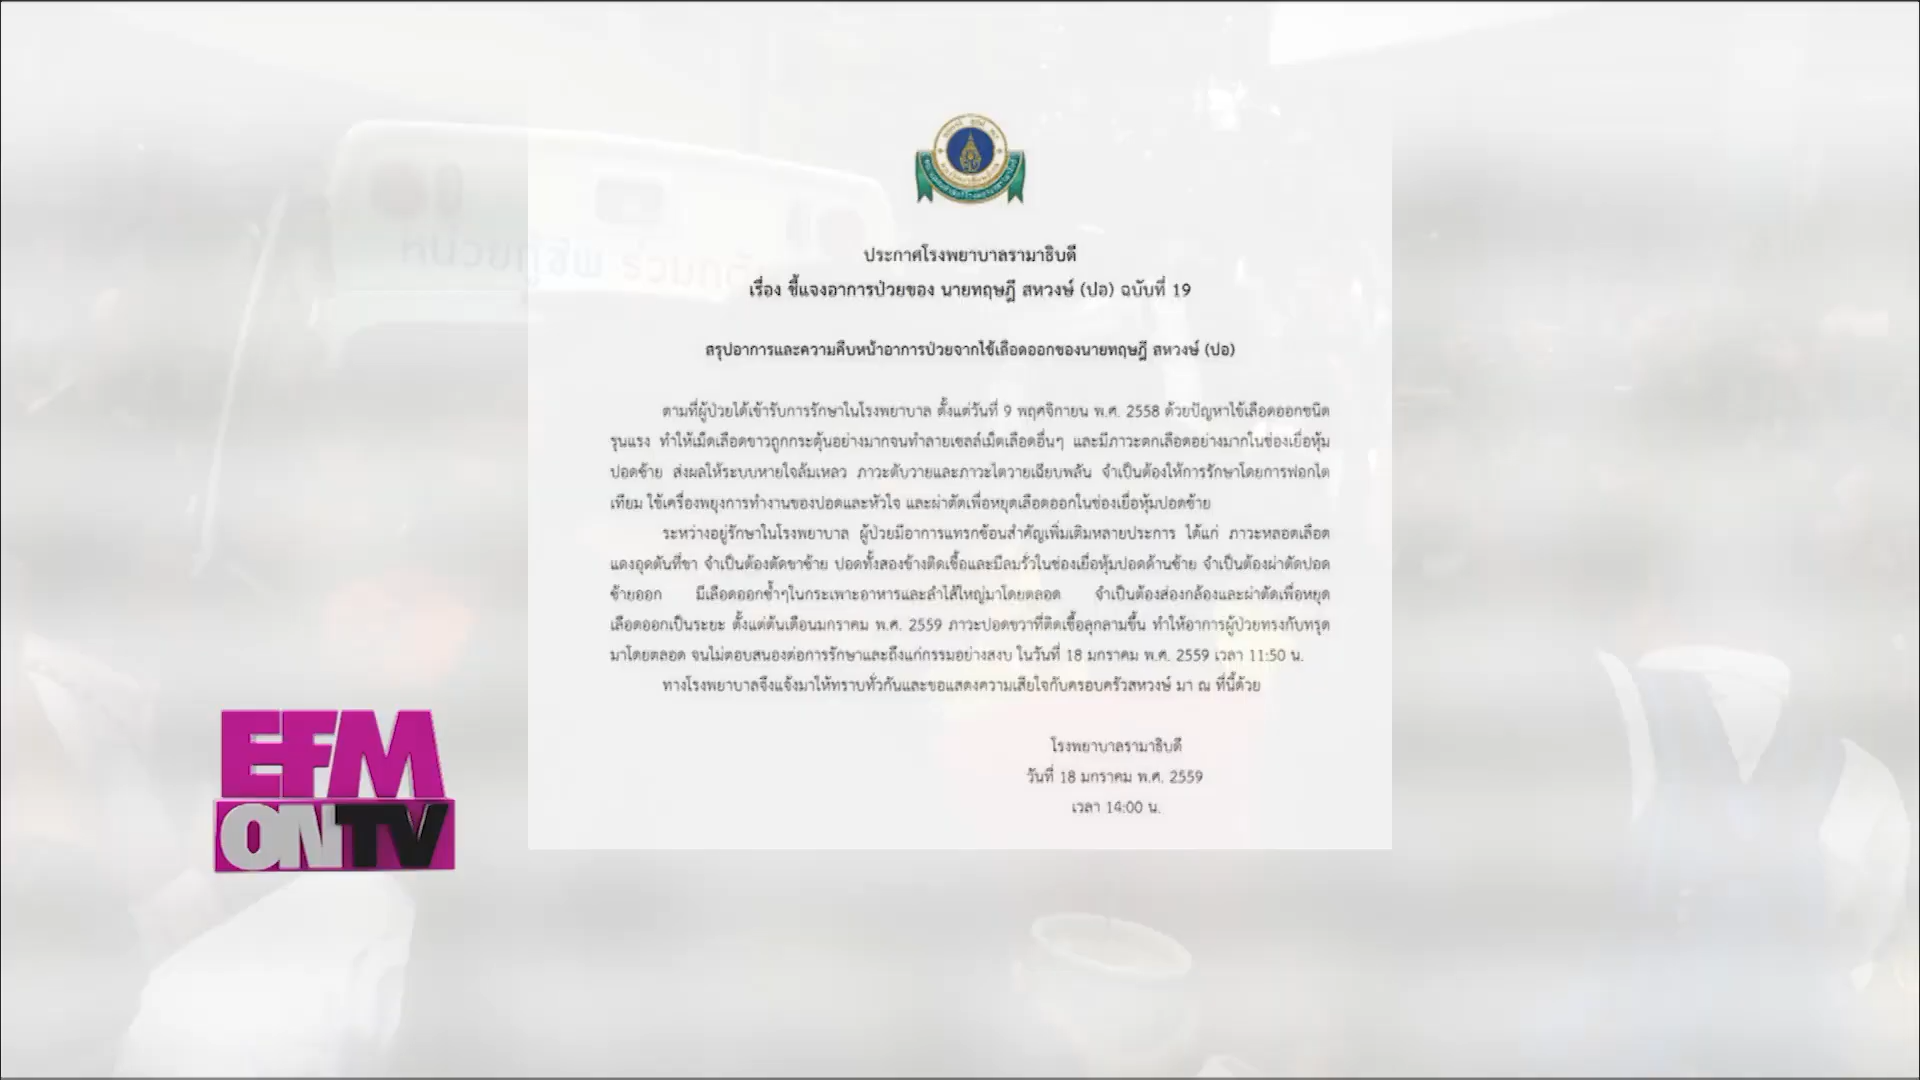 ประกาศโรงพยาบาลรามาธิบดี
เรื่อง ชี้แจงอาการป่วยของ นายทฤษฎี สหวงษ์ (ปอ) ฉบับที่ 19
สรุปอาการและความคืบหน้าอาการป่วยจากไข้เลือดออกของนายทฤษฎี สหวงษ์ (ปอ)
ตามที่ผู้ป่วยได้เข้ารับการรักษาในโรงพยาบาล ตั้งแต่วันที่ 9 พฤศจิกายน พ.ศ. 2558 ด้วยปัญหาไข้เลือดออกชนิด
รุนแรง ทำให้เม็ดเลือดขาวถูกกระตุ้นอย่างมากจนทำลายเซลล์เม็ดเลือดอื่นๆ และมีภาวะตกเลือดอย่างมากในช่องเยื่อหุ้ม
ปอดซ้าย ส่งผลให้ระบบหายใจล้มเหลว ภาวะตับวายและภาวะไตวายเฉียบพลัน จำเป็นต้องให้การรักษาโดยการฟอกไต
เทียม ใช้เครื่องพยุงการทำงานของปอดและหัวใจ และผ่าตัดเพื่อหยุดเลือดออกในช่องเยื่อหุ้มปอดซ้าย
ระหว่างอยู่รักษาในโรงพยาบาล ผู้ป่วยมีอาการแทรกซ้อนสำคัญเพิ่มเติมหลายประการ ได้แก่ ภาวะหลอดเลือด
แดงอุดตันที่ขา จำเป็นต้องตัดขาซ้าย ปอดทั้งสองข้างติดเชื้อและมีลมรั่วในช่องเยื่อหุ้มปอดด้านซ้าย จำเป็นต้องผ่าตัดปอด
ซ้ายออก มีเลือดออกซ้ำๆในกระเพาะอาหารและลำไส้ใหญ่มาโดยตลอด จำเป็นต้องส่องกล้องและผ่าตัดเพื่อหยุด
เลือดออกเป็นระยะ ตั้งแต่ต้นเดือนมกราคม พ.ศ. 2559 ภาวะปอดขวาที่ติดเชื้อลุกลามขึ้น ทำให้อาการผู้ป่วยทรงกับทรุด
มาโดยตลอด จนไม่ตอบสนองต่อการรักษาและถึงแก่กรรมอย่างสงบ ในวันที่ 18 มกราคม พ.ศ. 2559 เวลา 11:50 น.
ทางโรงพยาบาลจึงแจ้งมาให้ทราบทั่วกันและขอแสดงความเสียใจกับครอบครัวสหวงษ์ มา ณ ที่นี้ด้วย
โรงพยาบาลรามาธิบดี
วันที่ 18 มกราคม พ.ศ. 2559
เวลา 14:00 น.
EFM
ONTV
หน่วยกู้ชีพ ร่วมกตั